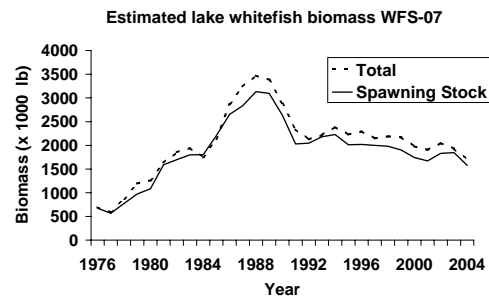 Estimated lake whitefish biomass WFS-07
Biomass (x 1000 lb)
4000
3500
3000
2500
2000
1500
1000
500
0
Total
Spawning Stock
1976 1980 1984 1988 1992 1996 2000 2004
Year